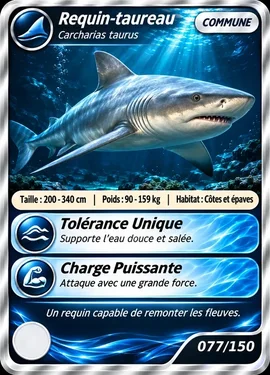 Requin-taureau
COMMUNE
Carcharias taurus
Taille : 200 - 340 cm | Poids : 90 - 159 kg | Habitat : Côtes et épaves
Tolérance Unique
Supporte l'eau douce et salée.
Charge Puissante
Attaque avec une grande force.
Un requin capable de remonter les fleuves.
077/150